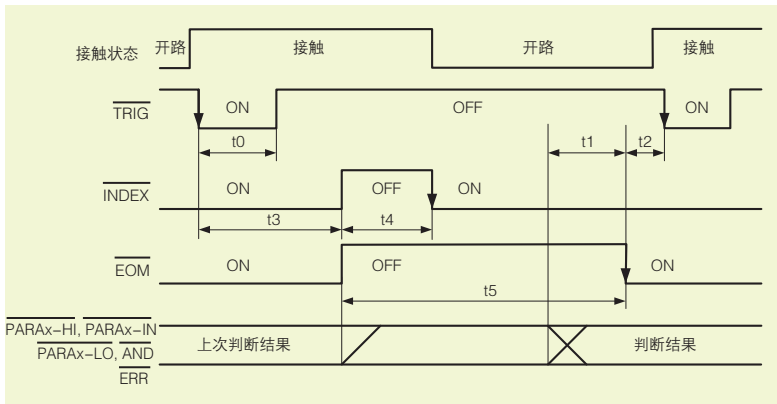 接触状态 开路 接触 开路 接触
TRIG ON OFF ON
t0 t1 t2
INDEX ON OFF ON
t3 t4
EOM ON OFF ON
t5
PARAx-HI, PARAx-IN
PARAx-LO, AND
上次判断结果 判断结果
ERR